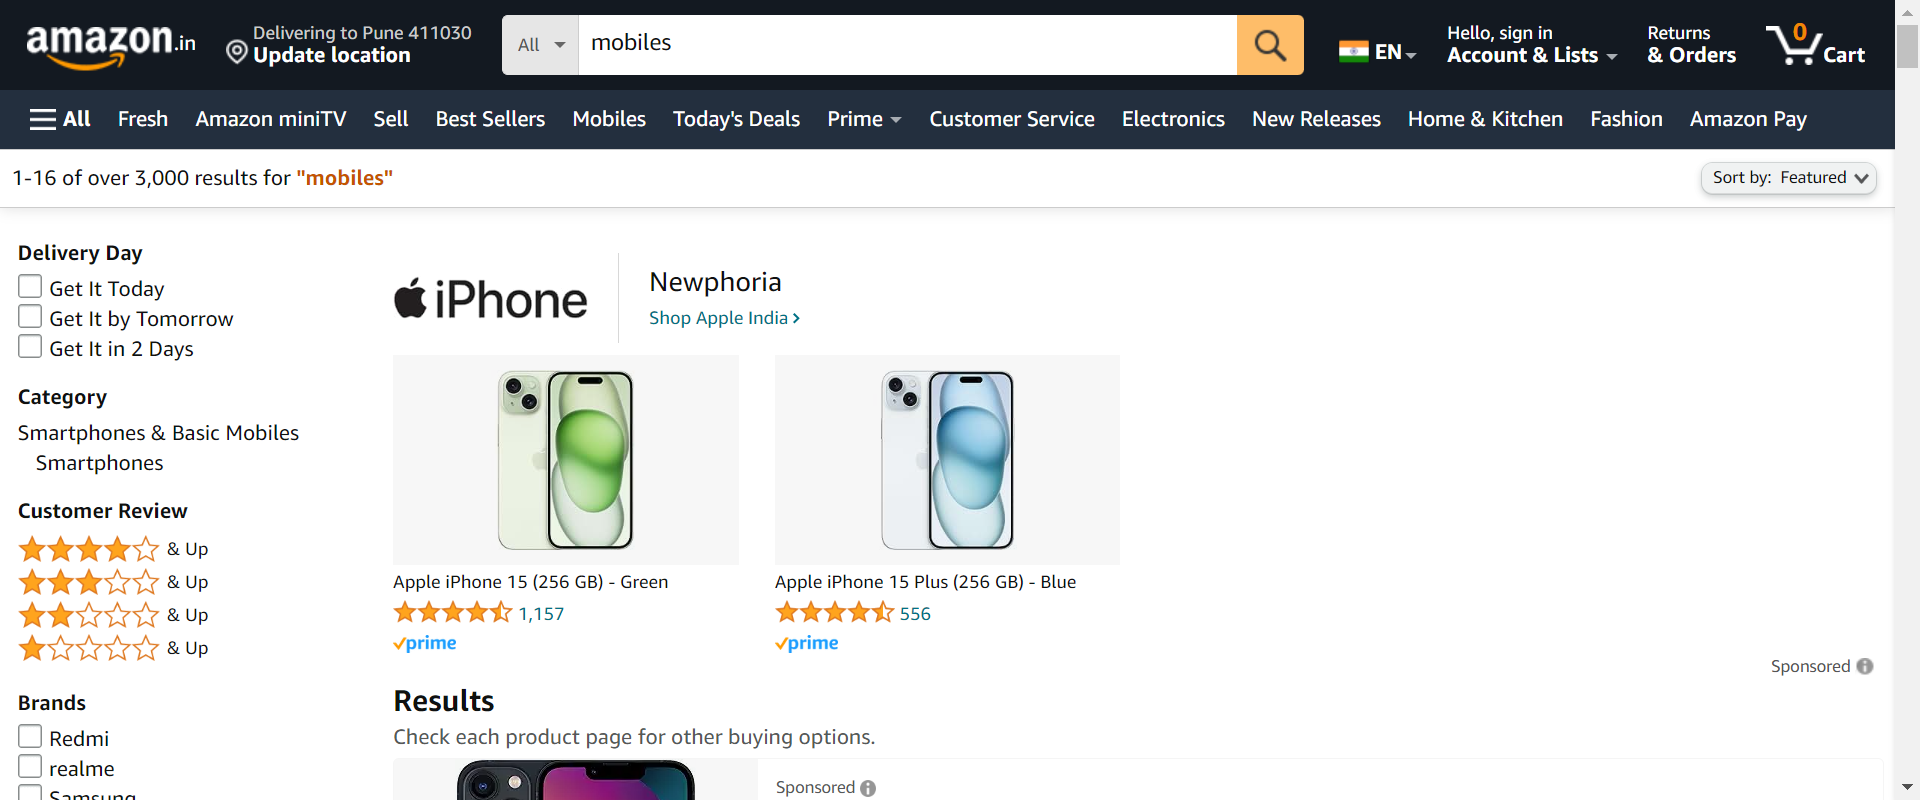 amazon.in
Delivering to Pune 411030
Update location
All
mobiles
EN
Hello, sign in
Account & Lists
Returns
& Orders
0
Cart
All
Fresh
Amazon miniTV
Sell
Best Sellers
Mobiles
Today's Deals
Prime
Customer Service
Electronics
New Releases
Home & Kitchen
Fashion
Amazon Pay
1-16 of over 3,000 results for "mobiles"
Sort by: Featured
Delivery Day
Get It Today
Get It by Tomorrow
Get It in 2 Days
Category
Smartphones & Basic Mobiles
Smartphones
Customer Review
& Up
& Up
& Up
& Up
Brands
Redmi
realme
Samsung
iPhone
Newphoria
Shop Apple India
Apple iPhone 15 (256 GB) - Green
1,157
prime
Apple iPhone 15 Plus (256 GB) - Blue
556
prime
Sponsored
Results
Check each product page for other buying options.
Sponsored